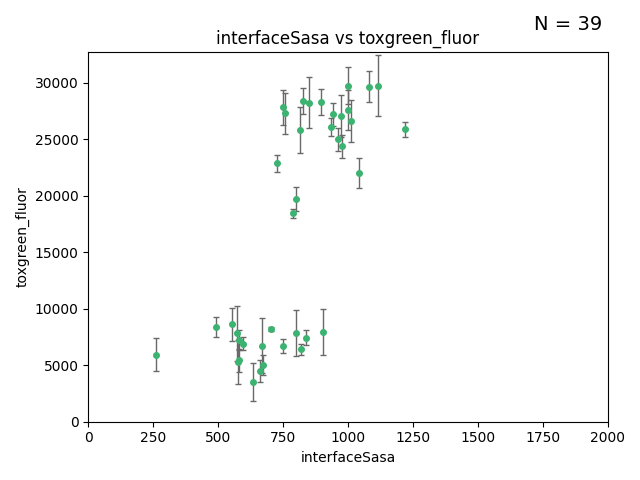 N = 39
interfaceSasa vs toxgreen_fluor
30000
25000
20000
15000
10000
5000
0
toxgreen_fluor
0 250 500 750 1000 1250 1500 1750 2000
interfaceSasa